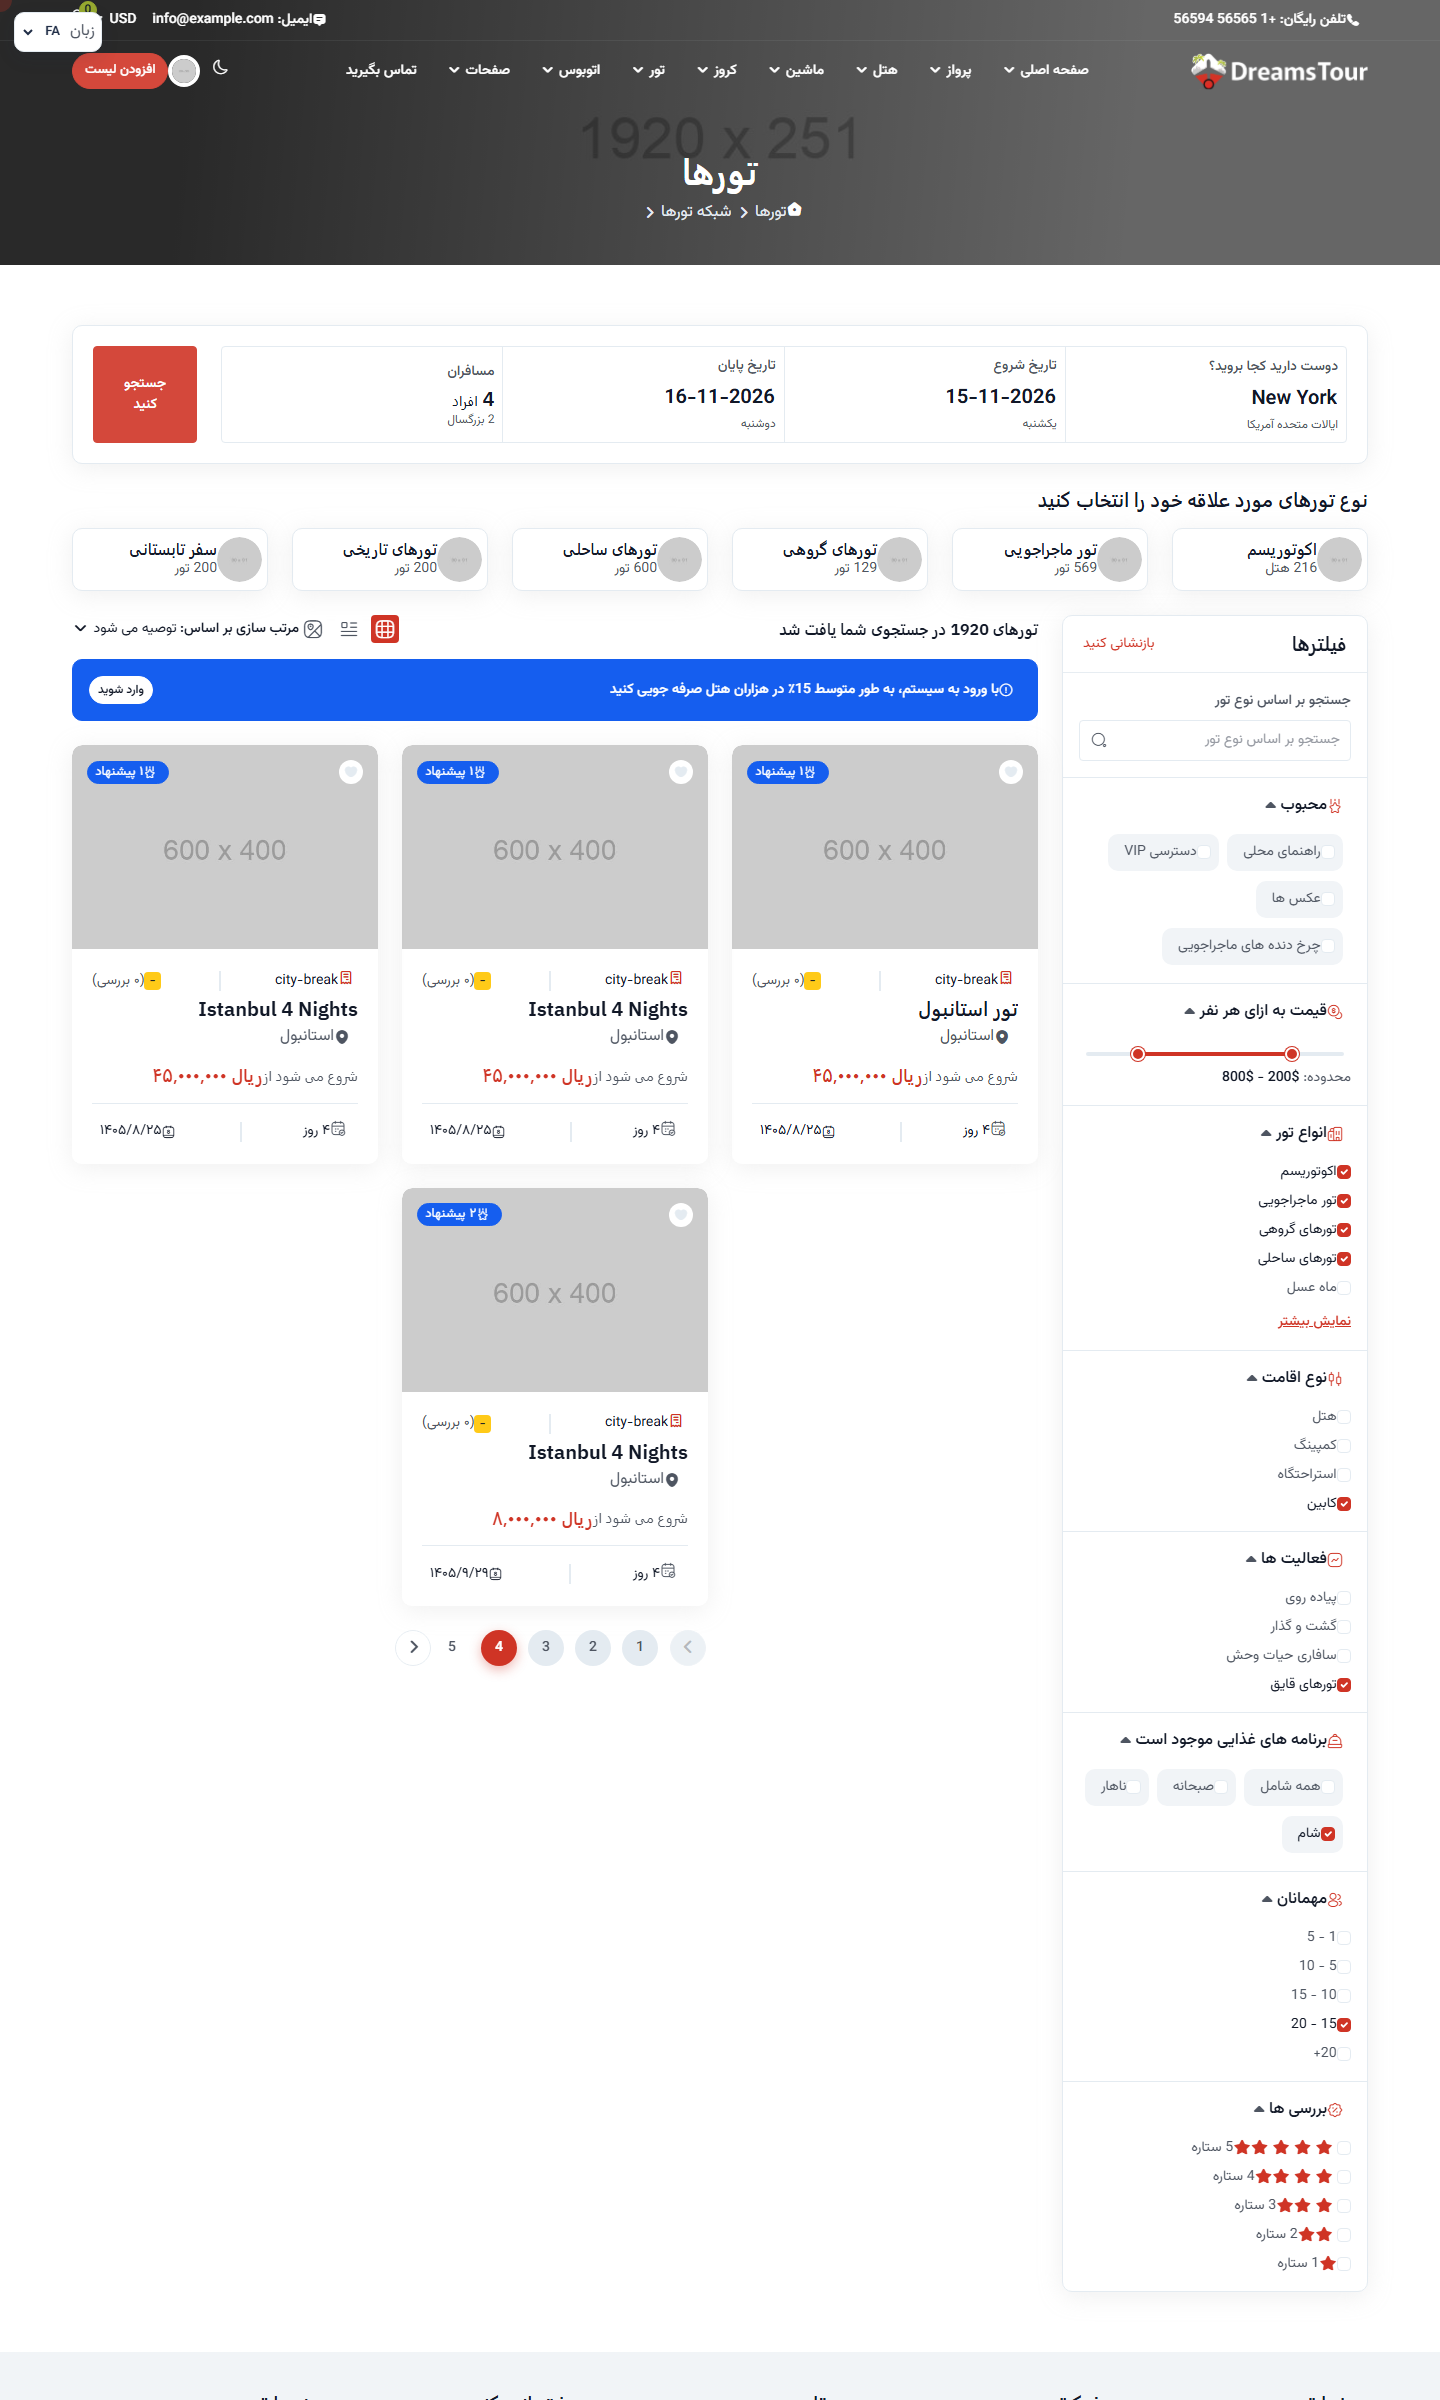 تلفن رایگان: +1 56565 56594
ایمیل: info@example.com
USD
0
زبان FA
DreamsTour
صفحه اصلی
پرواز
هتل
ماشین
کروز
تور
اتوبوس
صفحات
تماس بگیرید
افزودن لیست
1920 x 251
تورها
تورها
شبکه تورها
دوست دارید کجا بروید؟
New York
ایالات متحده آمریکا
تاریخ شروع
15-11-2026
یکشنبه
تاریخ پایان
16-11-2026
دوشنبه
مسافران
4 افراد
2 بزرگسال
جستجو
کنید
نوع تورهای مورد علاقه خود را انتخاب کنید
اکوتوریسم
216 هتل
تور ماجراجویی
569 تور
تورهای گروهی
129 تور
تورهای ساحلی
600 تور
تورهای تاریخی
200 تور
سفر تابستانی
200 تور
فیلترها
بازنشانی کنید
جستجو بر اساس نوع تور
جستجو بر اساس نوع تور
محبوب
راهنمای محلی
دسترسی VIP
عکس ها
چرخ دنده های ماجراجویی
قیمت به ازای هر نفر
محدوده: $200 - $800
انواع تور
اکوتوریسم
تور ماجراجویی
تورهای گروهی
تورهای ساحلی
ماه عسل
نمایش بیشتر
نوع اقامت
هتل
کمپینگ
استراحتگاه
کابین
فعالیت ها
پیاده روی
گشت و گذار
سافاری حیات وحش
تورهای قایق
برنامه های غذایی موجود است
همه شامل
صبحانه
ناهار
شام
مهمانان
1 - 5
5 - 10
10 - 15
15 - 20
20+
بررسی ها
5 ستاره
4 ستاره
3 ستاره
2 ستاره
1 ستاره
تورهای 1920 در جستجوی شما یافت شد
مرتب سازی بر اساس: توصیه می شود
با ورود به سیستم، به طور متوسط 15٪ در هزاران هتل صرفه جویی کنید
وارد شوید
۱ پیشنهاد
600 x 400
city-break
- (۰ بررسی)
تور استانبول
استانبول
شروع می شود از ریال ۴۵,۰۰۰,۰۰۰
۴ روز
۱۴۰۵/۸/۲۵
۱ پیشنهاد
600 x 400
city-break
- (۰ بررسی)
Istanbul 4 Nights
استانبول
شروع می شود از ریال ۴۵,۰۰۰,۰۰۰
۴ روز
۱۴۰۵/۸/۲۵
۱ پیشنهاد
600 x 400
city-break
- (۰ بررسی)
Istanbul 4 Nights
استانبول
شروع می شود از ریال ۴۵,۰۰۰,۰۰۰
۴ روز
۱۴۰۵/۸/۲۵
۲ پیشنهاد
600 x 400
city-break
- (۰ بررسی)
Istanbul 4 Nights
استانبول
شروع می شود از ریال ۸,۰۰۰,۰۰۰
۴ روز
۱۴۰۵/۹/۲۹
1 2 3 4 5